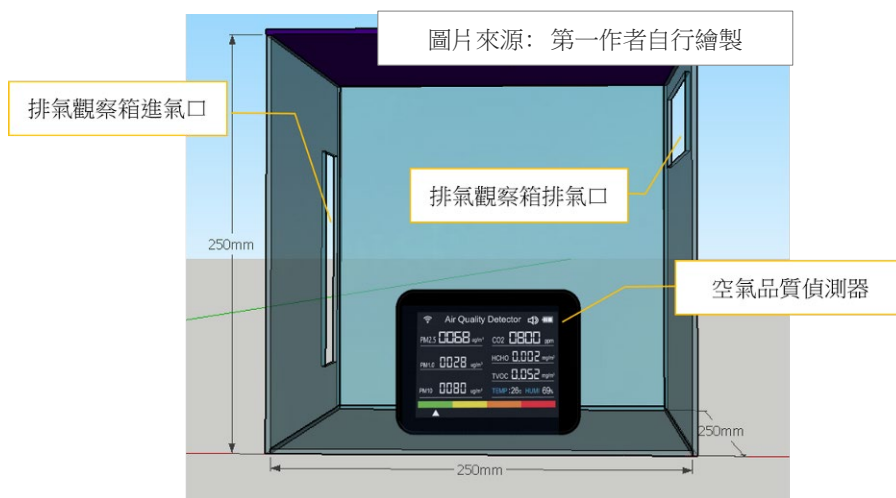 圖片來源: 第一作者自行繪製
排氣觀察箱進氣口
排氣觀察箱排氣口
250mm
空氣品質偵測器
Air Quality Detector
PM2.5 0068 ug/m³ CO2 0800 ppm
PM1.0 0028 ug/m³ HCHO 0.002 mg/m³
TVOC 0.052 mg/m³
PM10 0080 ug/m³ TEMP:26c HUMI 69%
250mm
250mm